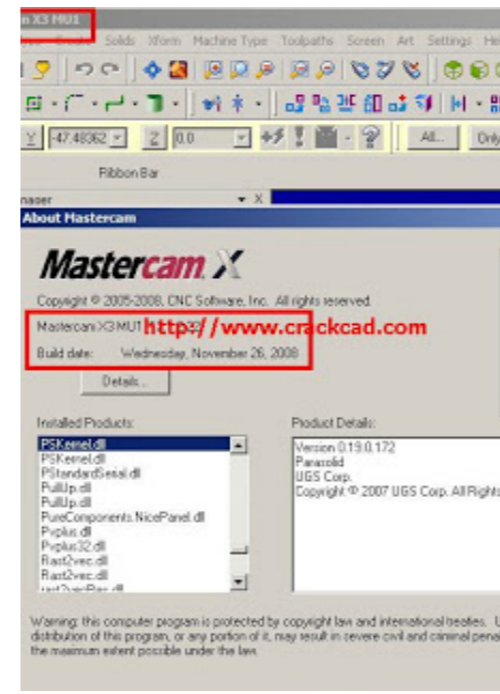 X3 MU1
Create Solids Xform Machine Type Toolpaths Screen Art Settings
Y -47.48362 Z 0.0 All... Only
Ribbon Bar
About Mastercam
Mastercam X
Copyright © 2005-2008, CNC Software, Inc. All rights reserved.
Mastercam X3 MU1 http://www.crackcad.com
Build date: Wednesday, November 26, 2008
Details...
Installed Products: Product Details:
PSKernel.dll
PSKernel.dll
PStandardSerial.dll
PullUp.dll
PullUp.dll
PureComponents.NicePanel.dll
Pvplus.dll
Pvplus32.dll
Rast2vec.dll
Rast2vec.dll
Version 0.19.0.172
Parasolid
UGS Corp.
Copyright © 2007 UGS Corp. All Rights
Warning: this computer program is protected by copyright law and international treaties.
distribution of this program, or any portion of it, may result in severe civil and criminal
the maximum extent possible under the law.